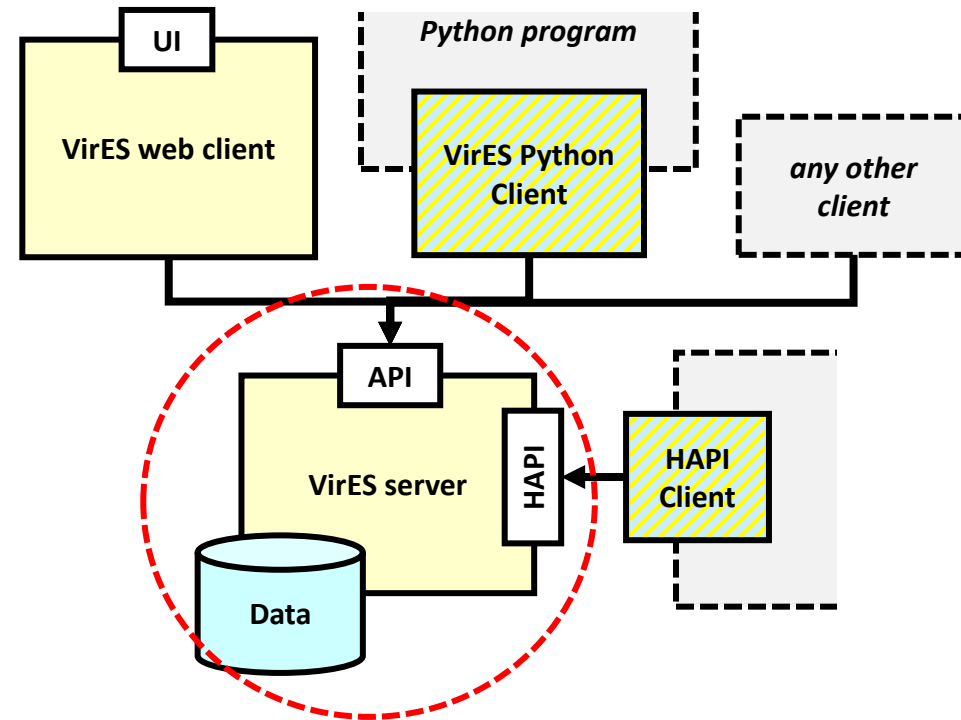 UI
VirES web client
Python program
VirES Python
Client
any other
client
API
VirES server
HAPI
HAPI
Client
Data